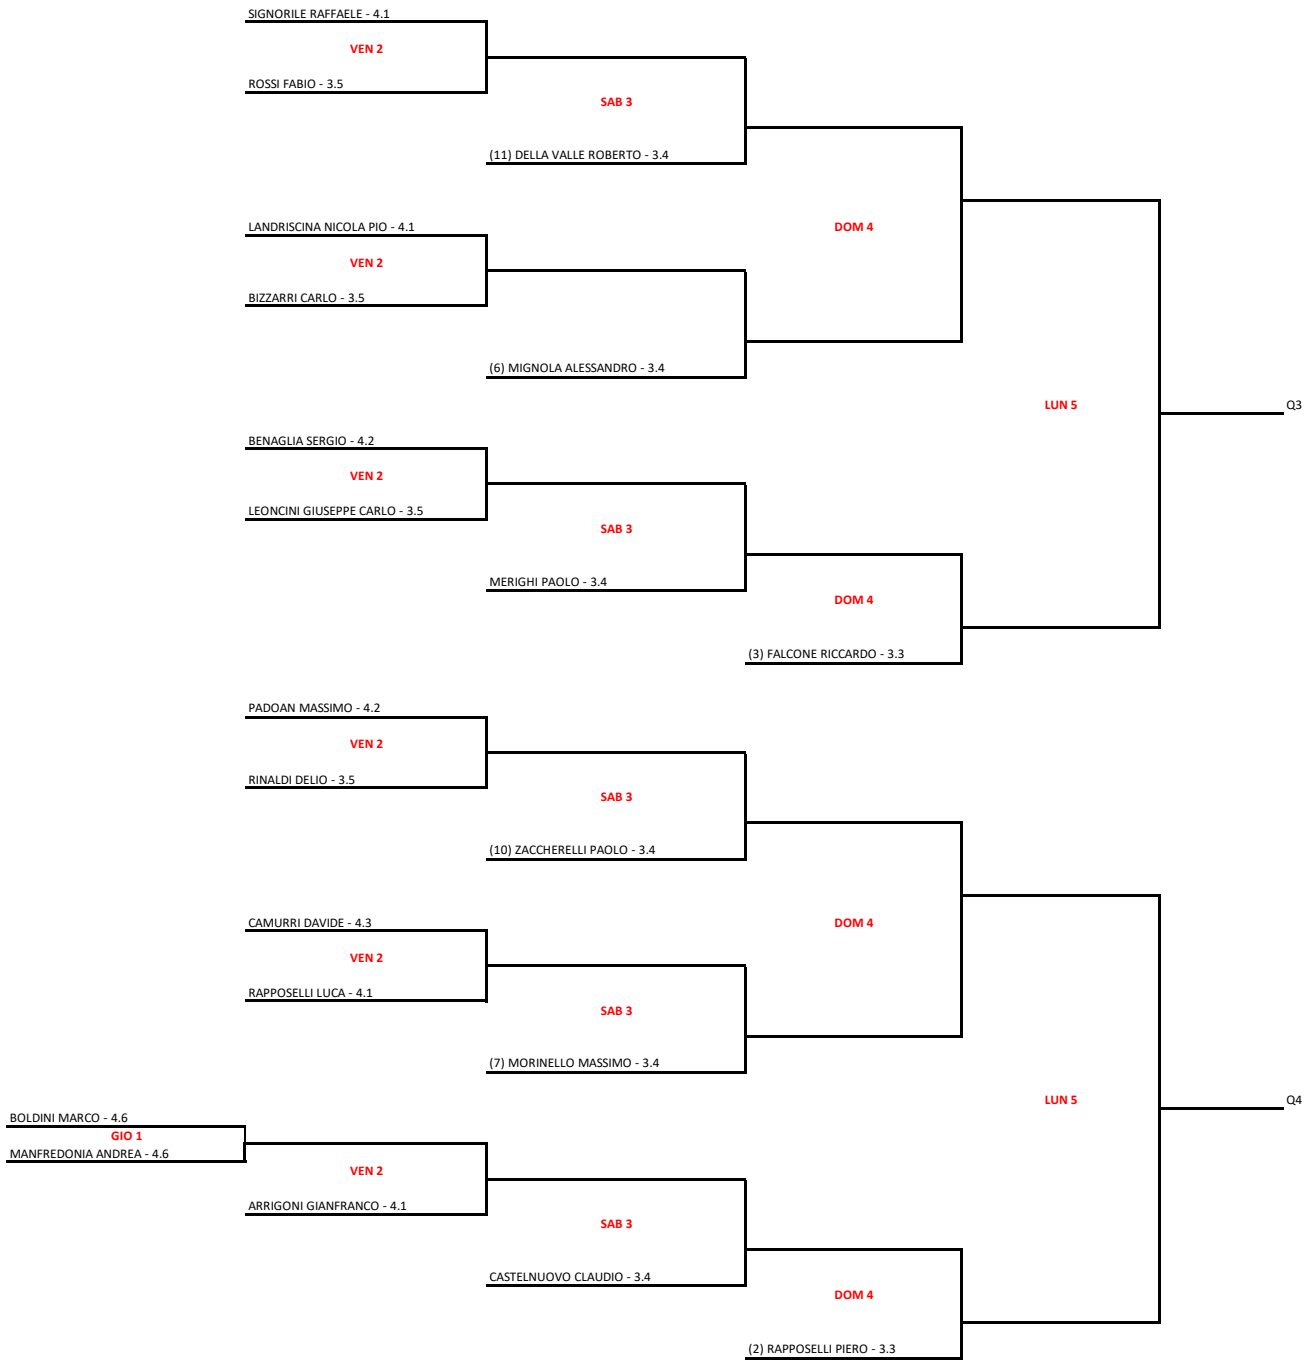 SIGNORILE RAFFAELE - 4.1
VEN 2
ROSSI FABIO - 3.5
SAB 3
(11) DELLA VALLE ROBERTO - 3.4
LANDRISCINA NICOLA PIO - 4.1
DOM 4
VEN 2
BIZZARRI CARLO - 3.5
(6) MIGNOLA ALESSANDRO - 3.4
LUN 5
Q3
BENAGLIA SERGIO - 4.2
VEN 2
LEONCINI GIUSEPPE CARLO - 3.5
SAB 3
MERIGHI PAOLO - 3.4
DOM 4
(3) FALCONE RICCARDO - 3.3
PADOAN MASSIMO - 4.2
VEN 2
RINALDI DELIO - 3.5
SAB 3
(10) ZACCHERELLI PAOLO - 3.4
CAMURRI DAVIDE - 4.3
DOM 4
VEN 2
RAPPOSELLI LUCA - 4.1
SAB 3
(7) MORINELLO MASSIMO - 3.4
LUN 5
Q4
BOLDINI MARCO - 4.6
GIO 1
MANFREDONIA ANDREA - 4.6
VEN 2
ARRIGONI GIANFRANCO - 4.1
SAB 3
CASTELNUOVO CLAUDIO - 3.4
DOM 4
(2) RAPPOSELLI PIERO - 3.3